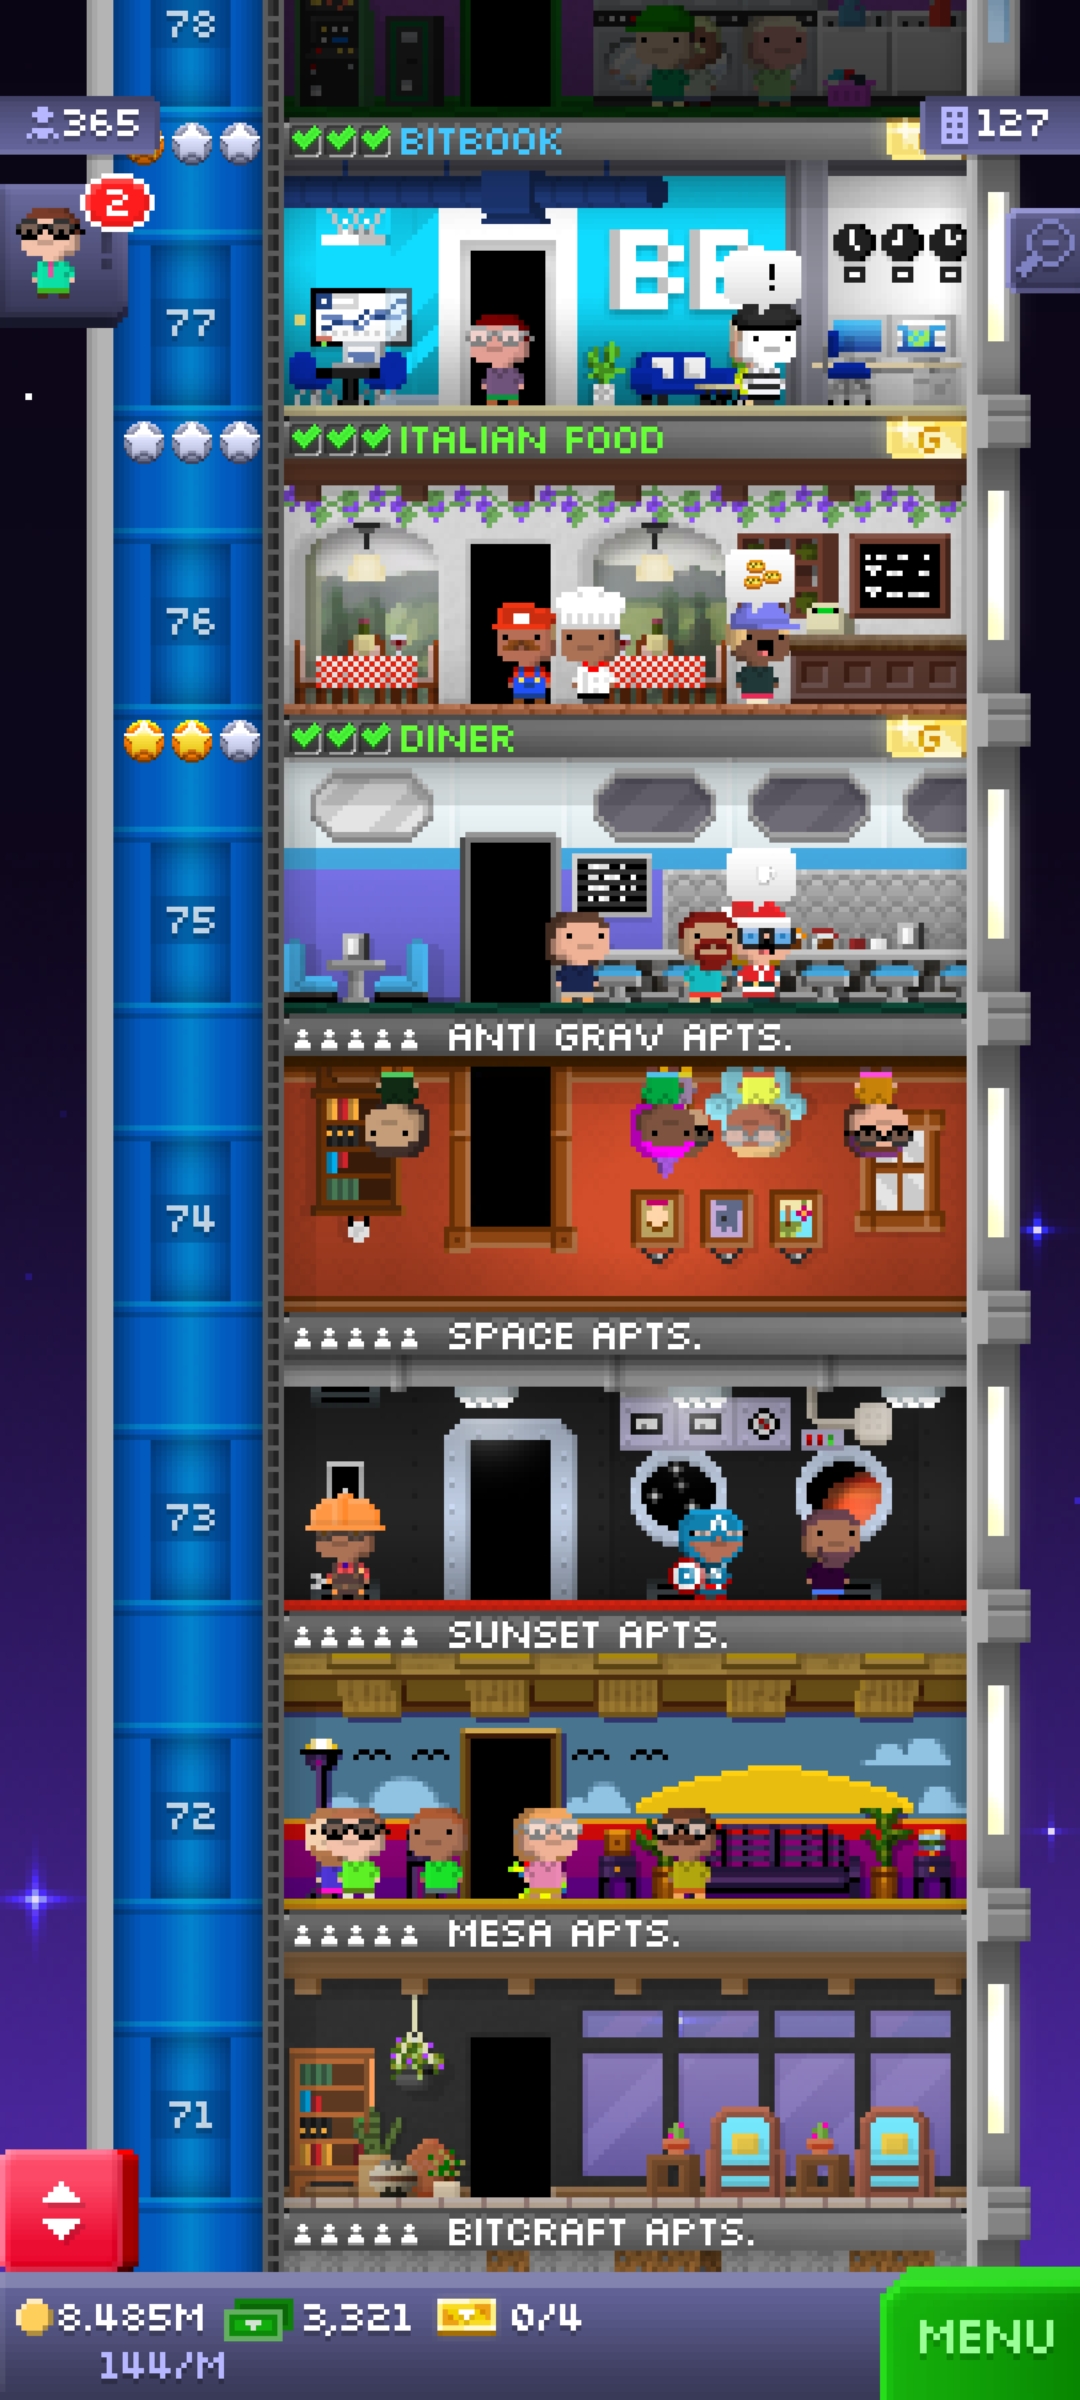 78
365
127
BITBOOK
2
!
77
ITALIAN FOOD
G
76
DINER
G
75
ANTI GRAV APTS.
74
SPACE APTS.
73
A
SUNSET APTS.
72
MESA APTS.
71
BITCRAFT APTS.
8.485M 3,321 0/4
144/M
MENU